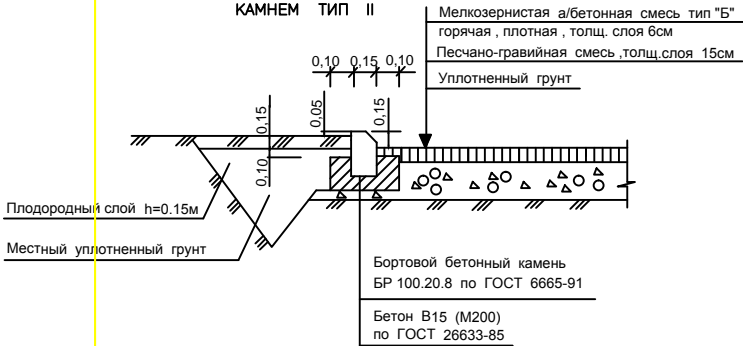 КАМНЕМ ТИП II
Мелкозернистая а/бетонная смесь тип "Б"
горячая , плотная , толщ. слоя 6см
Песчано-гравийная смесь ,толщ.слоя 15см
Уплотненный грунт
0,10 0,15 0,10
0,15
0,05
0,15
0,10
Плодородный слой h=0.15м
Местный уплотненный грунт
Бортовой бетонный камень
БР 100.20.8 по ГОСТ 6665-91
Бетон В15 (М200)
по ГОСТ 26633-85